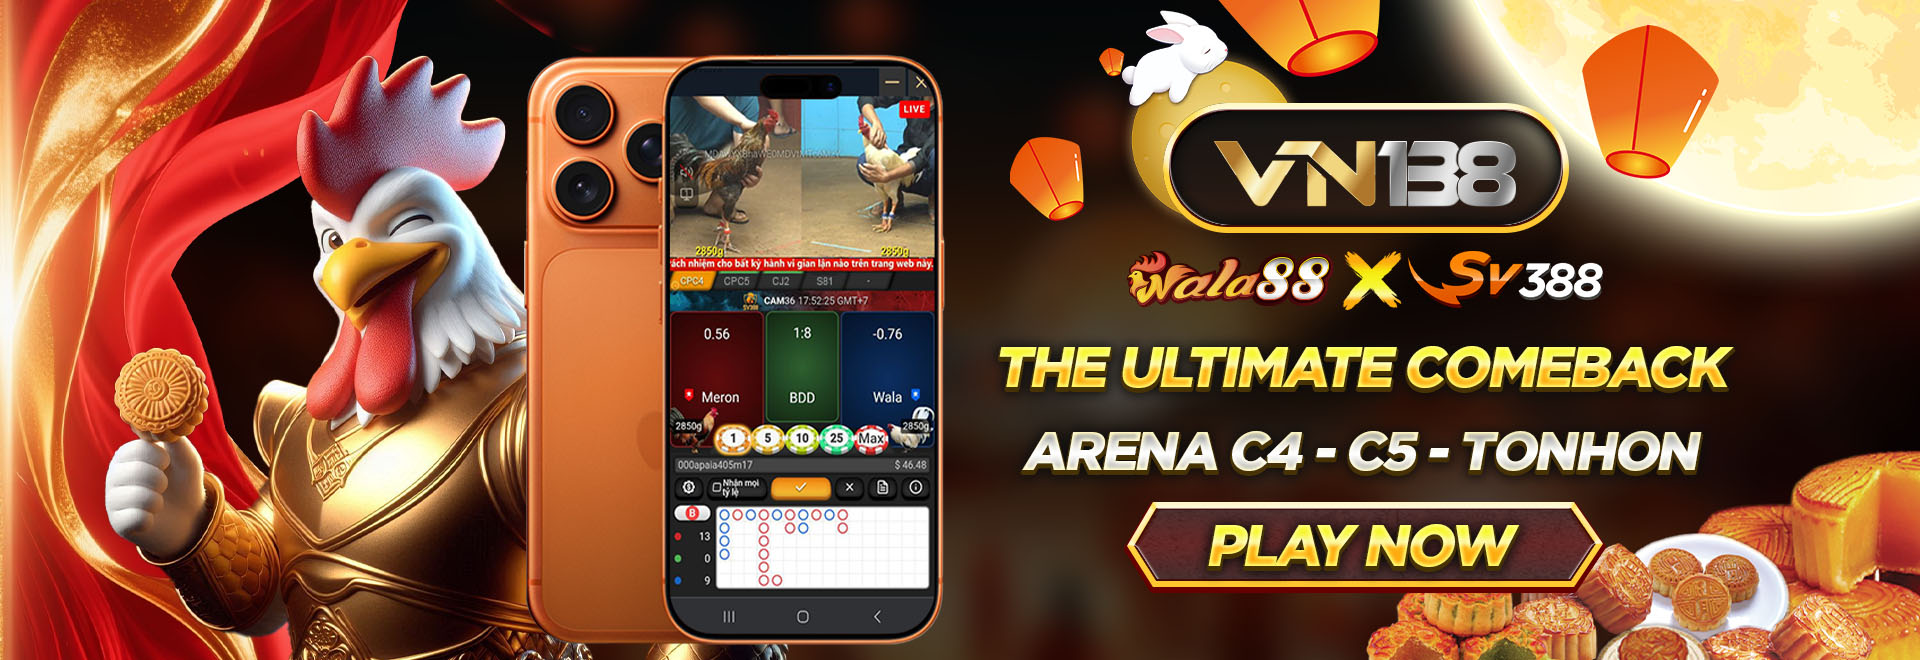 LIVE
2850g
2850g
ách nhiệm cho bất kỳ hành vi gian lận nào trên trang web này.
CPC4 CPC5 CJ2 S81 -
SV388 CAM36 17:52:25 GMT+7
0.56 1:8 -0.76
Meron BDD Wala
2850g 2850g
1 5 10 25 Max
000apaia405m17 $ 46.48
Nhận mọi
tỷ lệ
B
13
0
9
VN138
Wala88 X SV388
THE ULTIMATE COMEBACK
ARENA C4 - C5 - TONHON
PLAY NOW